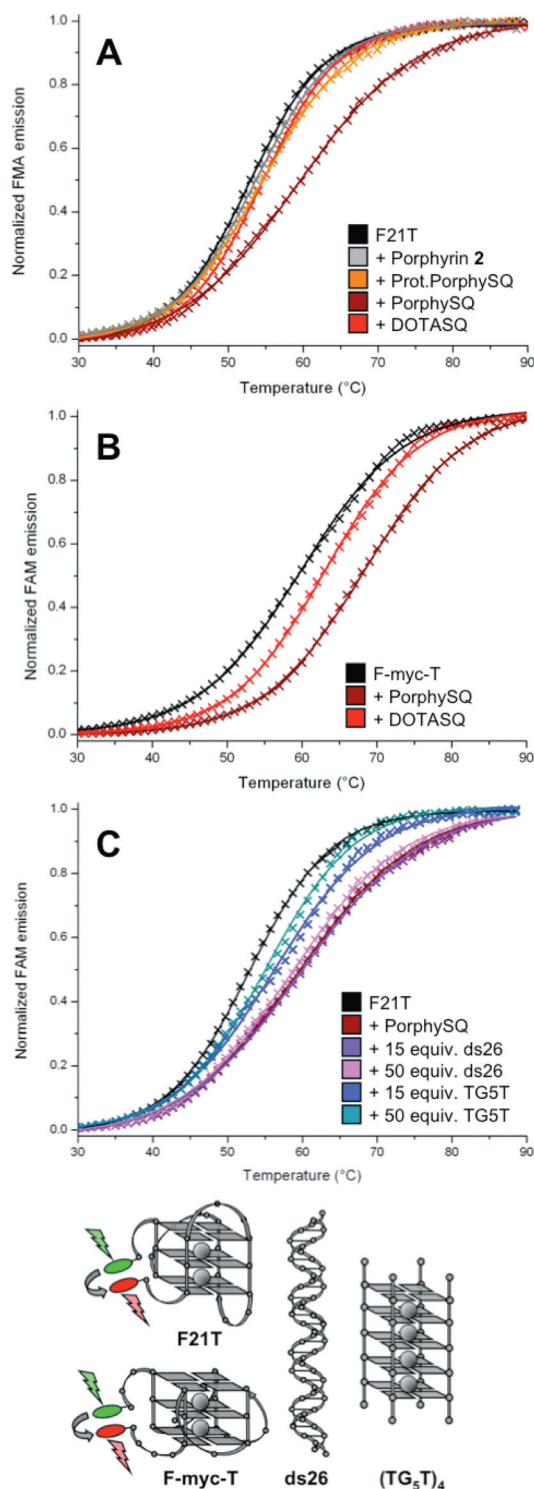 A
Normalized FMA emission
1.0
0.8
0.6
0.4
0.2
0.0
F21T
+ Porphyrin 2
+ Prot.PorphySQ
+ PorphySQ
+ DOTASQ
30 40 50 60 70 80 90
Temperature (°C)
B
Normalized FAM emission
1.0
0.8
0.6
0.4
0.2
0.0
F-myc-T
+ PorphySQ
+ DOTASQ
30 40 50 60 70 80 90
Temperature (°C)
C
Normalized FAM emission
1.0
0.8
0.6
0.4
0.2
0.0
F21T
+ PorphySQ
+ 15 equiv. ds26
+ 50 equiv. ds26
+ 15 equiv. TG5T
+ 50 equiv. TG5T
30 40 50 60 70 80 90
Temperature (°C)
F21T
F-myc-T ds26 (TG₅T)₄